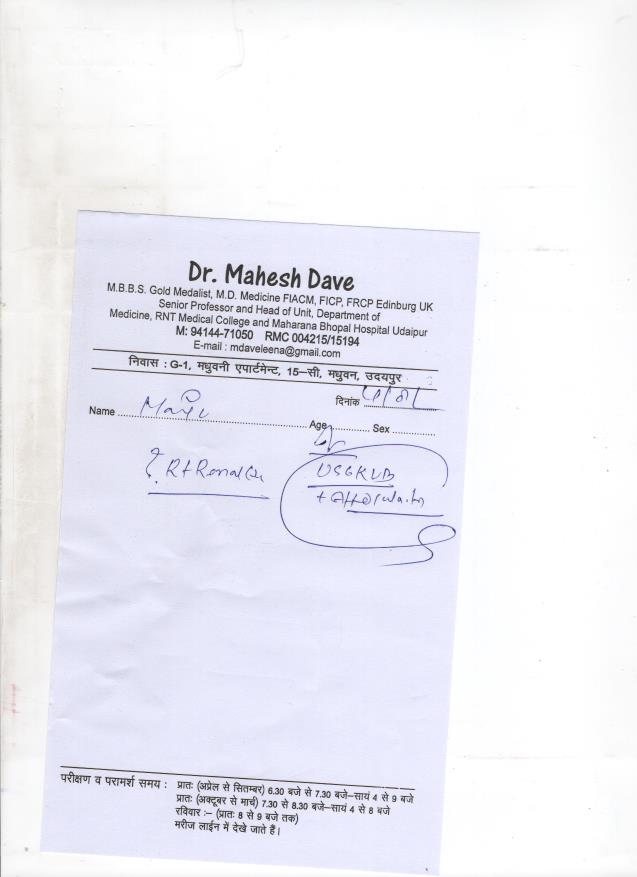 Dr. Mahesh Dave
M.B.B.S. Gold Medalist, M.D. Medicine FIACM, FICP, FRCP Edinburg UK
Senior Professor and Head of Unit, Department of
Medicine, RNT Medical College and Maharana Bhopal Hospital Udaipur
M: 94144-71050 RMC 004215/15194
E-mail : mdaveleena@gmail.com
निवास : G-1, मधुवनी एपार्टमेन्ट, 15-सी, मधुवन, उदयपुर
दिनांक
Name Age Sex
Rt Renal
USG KUB
परीक्षण व परामर्श समय : प्रातः (अप्रेल से सितम्बर) 6.30 बजे से 7.30 बजे-सायं 4 से 9 बजे
प्रातः (अक्टूबर से मार्च) 7.30 से 8.30 बजे-सायं 4 से 8 बजे
रविवार :- (प्रातः 8 से 9 बजे तक)
मरीज लाईन में देखे जाते हैं।